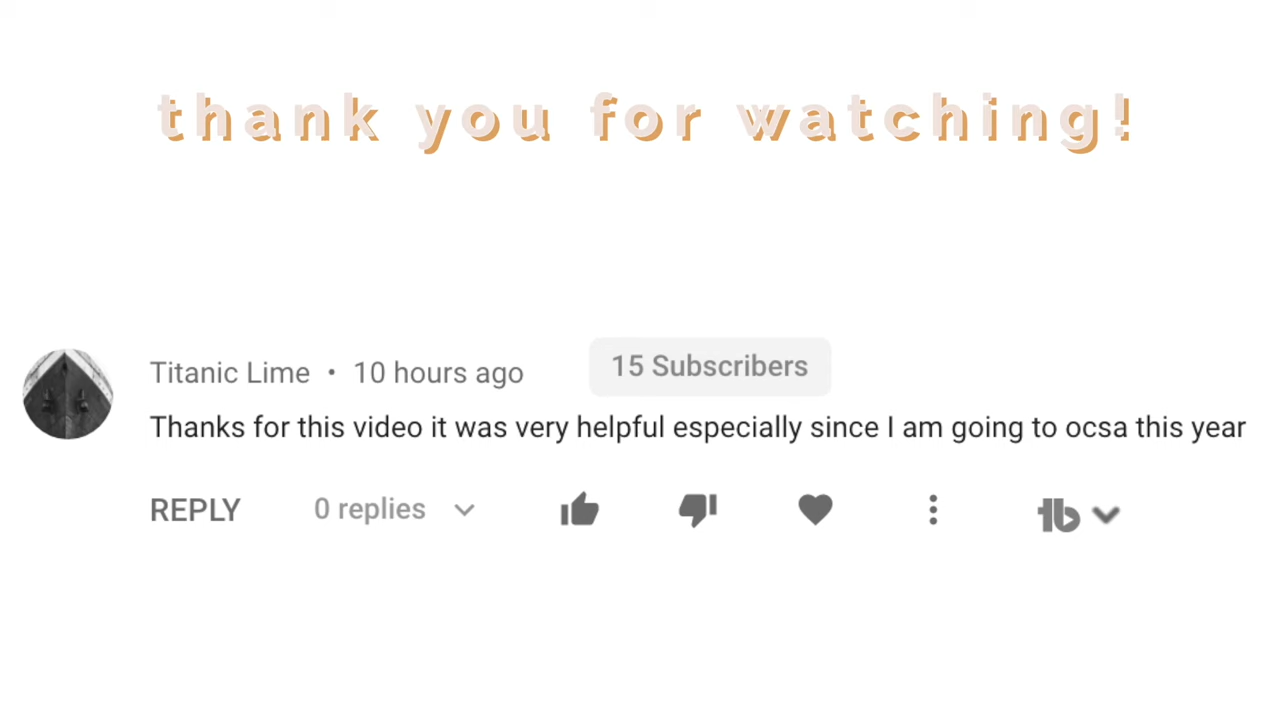 thank you for watching!
Titanic Lime • 10 hours ago 15 Subscribers
Thanks for this video it was very helpful especially since I am going to ocsa this year
REPLY 0 replies
tb